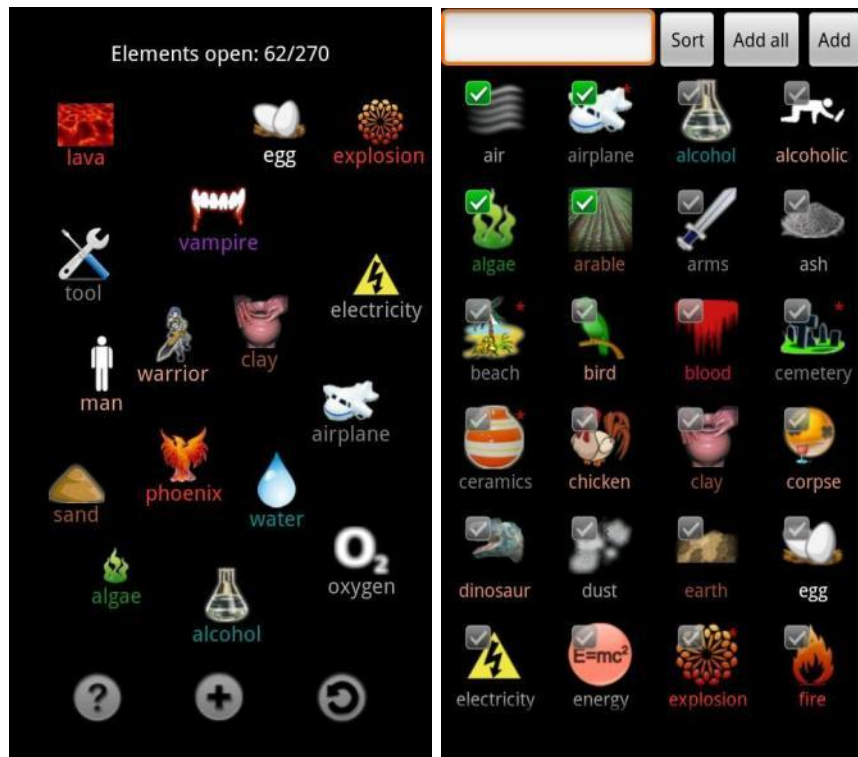 Elements open: 62/270
lava
egg
explosion
vampire
tool
electricity
man
warrior
clay
airplane
sand
phoenix
water
algae
alcohol
O2
oxygen
?
+
Sort
Add all
Add
air
airplane
alcohol
alcoholic
algae
arable
arms
ash
beach
bird
blood
cemetery
ceramics
chicken
clay
corpse
dinosaur
dust
earth
egg
electricity
E=mc²
energy
explosion
fire